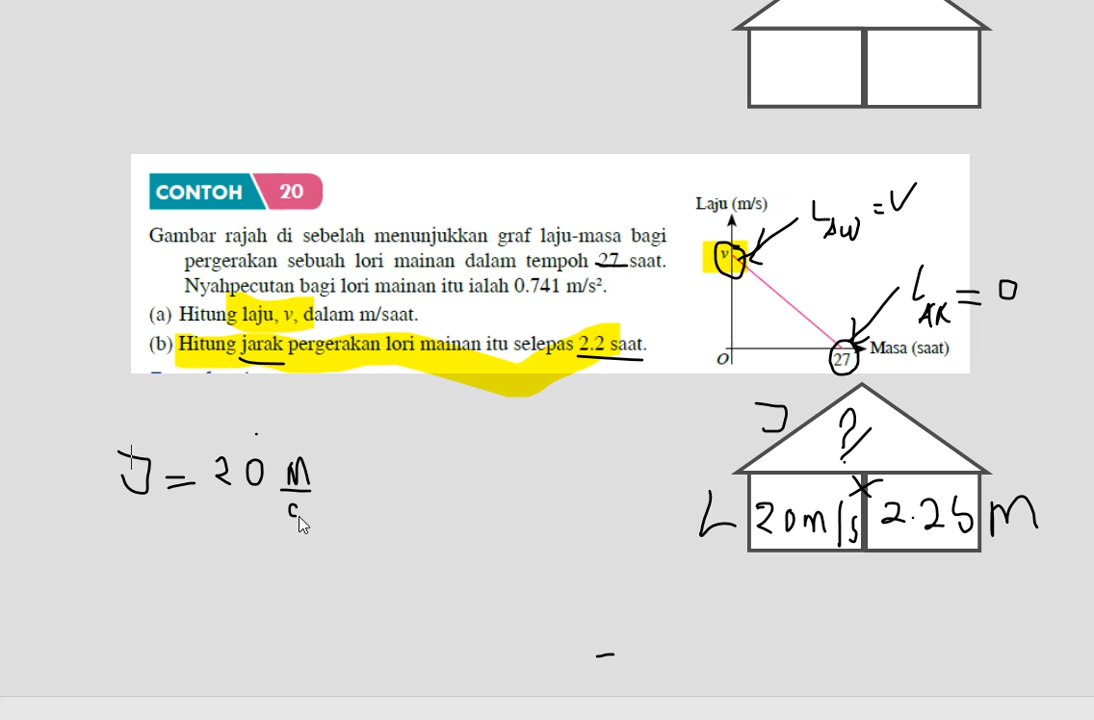 CONTOH 20
Gambar rajah di sebelah menunjukkan graf laju-masa bagi
pergerakan sebuah lori mainan dalam tempoh 27 saat.
Nyahpecutan bagi lori mainan itu ialah 0.741 m/s².
(a) Hitung laju, v, dalam m/saat.
(b) Hitung jarak pergerakan lori mainan itu selepas 2.2 saat.
Laju (m/s)
v
O
27
Masa (saat)
L AW = V
L AK = 0
J ?
L 20m/s × 2.2s M
J = 20 m